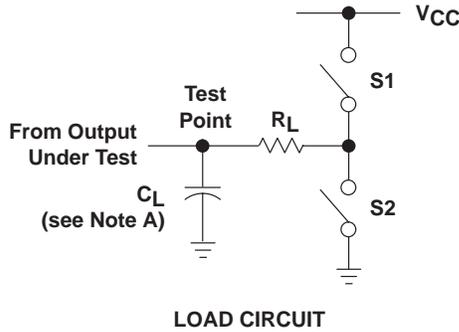 VCC
S1
Test
Point
RL
From Output
Under Test
CL
(see Note A)
S2
LOAD CIRCUIT